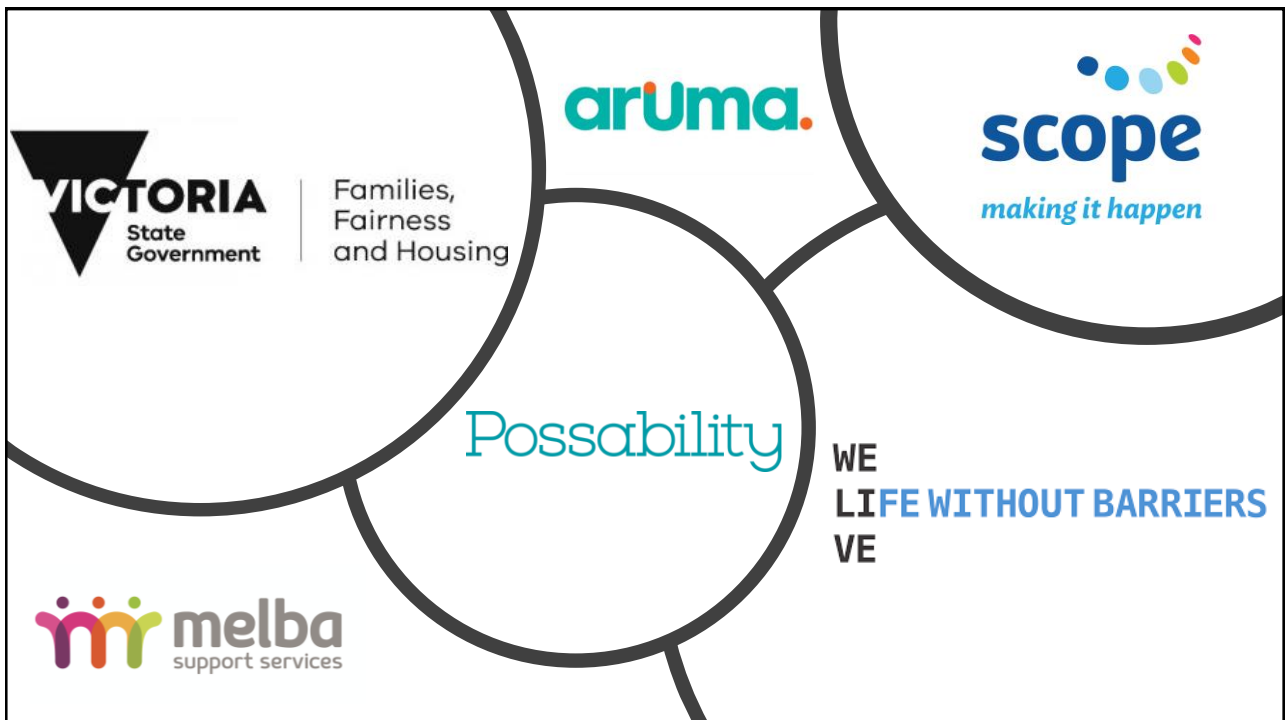 aruma.
scope
making it happen
VICTORIA
State
Government
Families,
Fairness
and Housing
Possability
WE
LIFE WITHOUT BARRIERS
VE
melba
support services